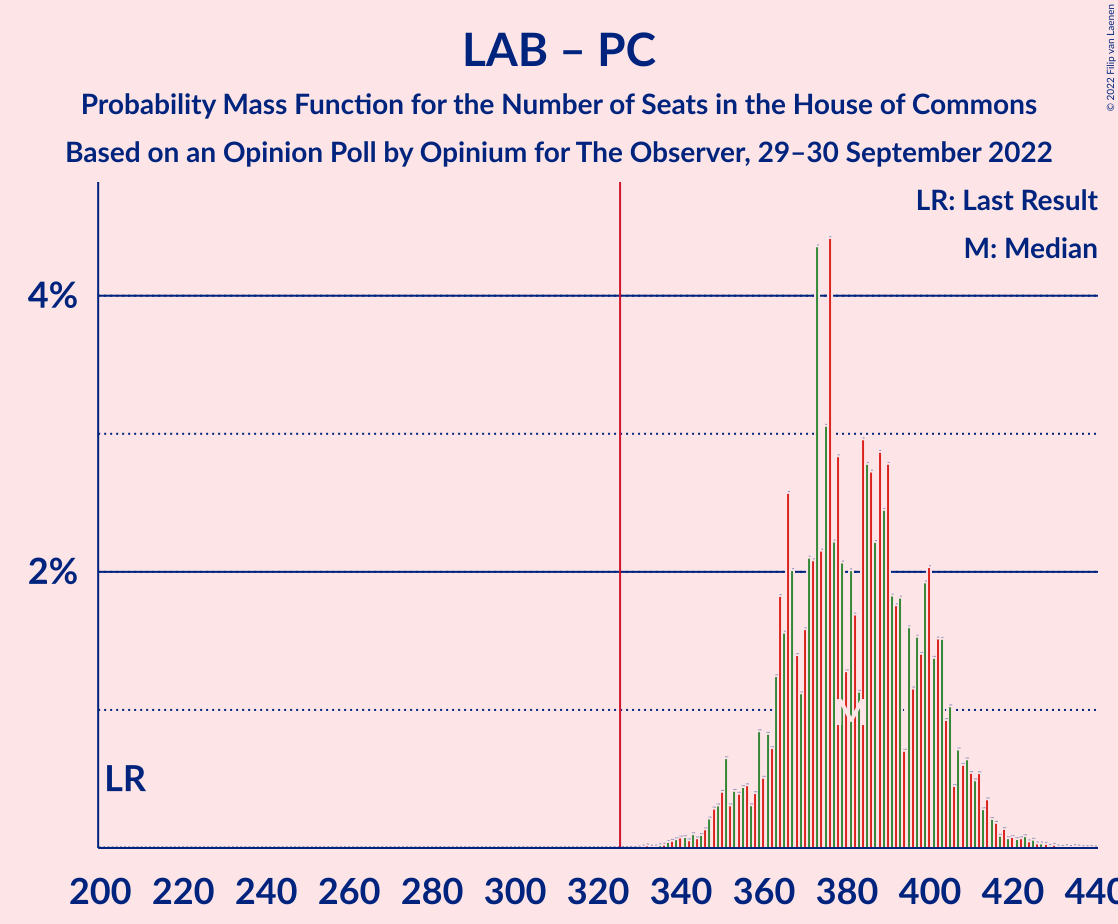 LAB – PC
Probability Mass Function for the Number of Seats in the House of Commons
Based on an Opinion Poll by Opinium for The Observer, 29–30 September 2022
© 2022 Filip van Laenen
LR: Last Result
M: Median
4%
2%
LR
M
200 220 240 260 280 300 320 340 360 380 400 420 440